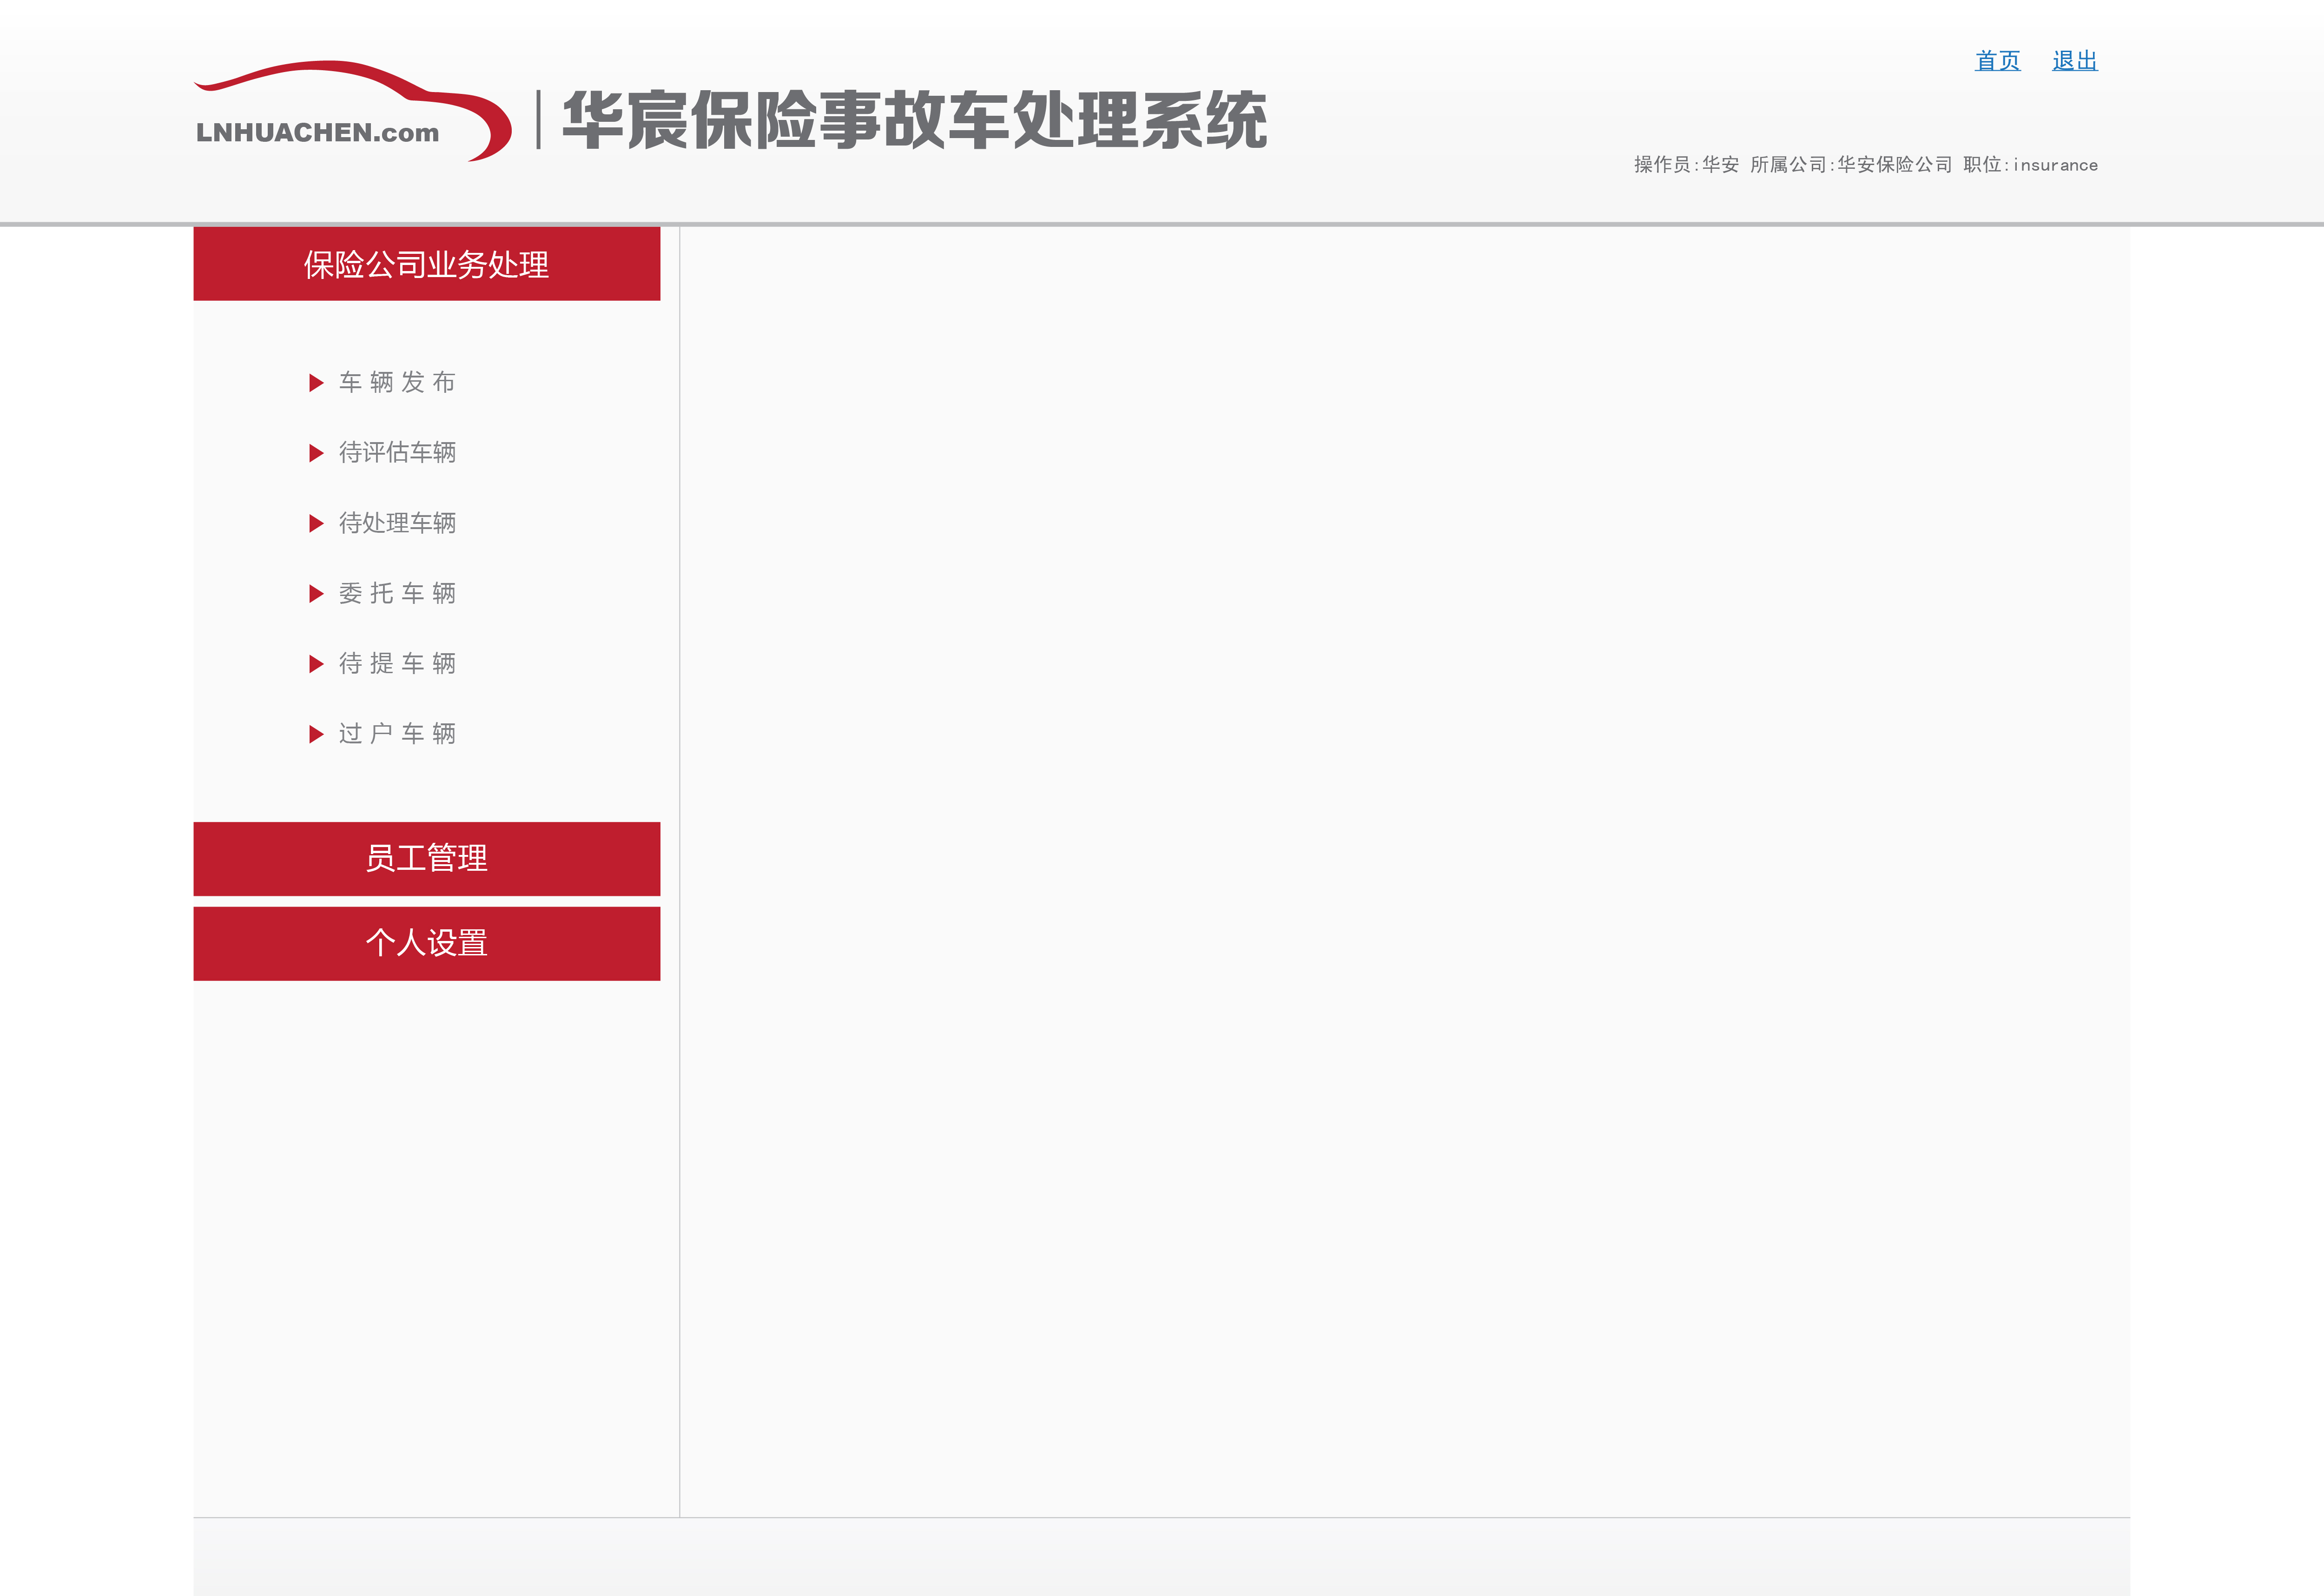 首页 退出
LNHUACHEN.com
华宸保险事故车处理系统
操作员:华安 所属公司:华安保险公司 职位:insurance
保险公司业务处理
车辆发布
待评估车辆
待处理车辆
委托车辆
待提车辆
过户车辆
员工管理
个人设置